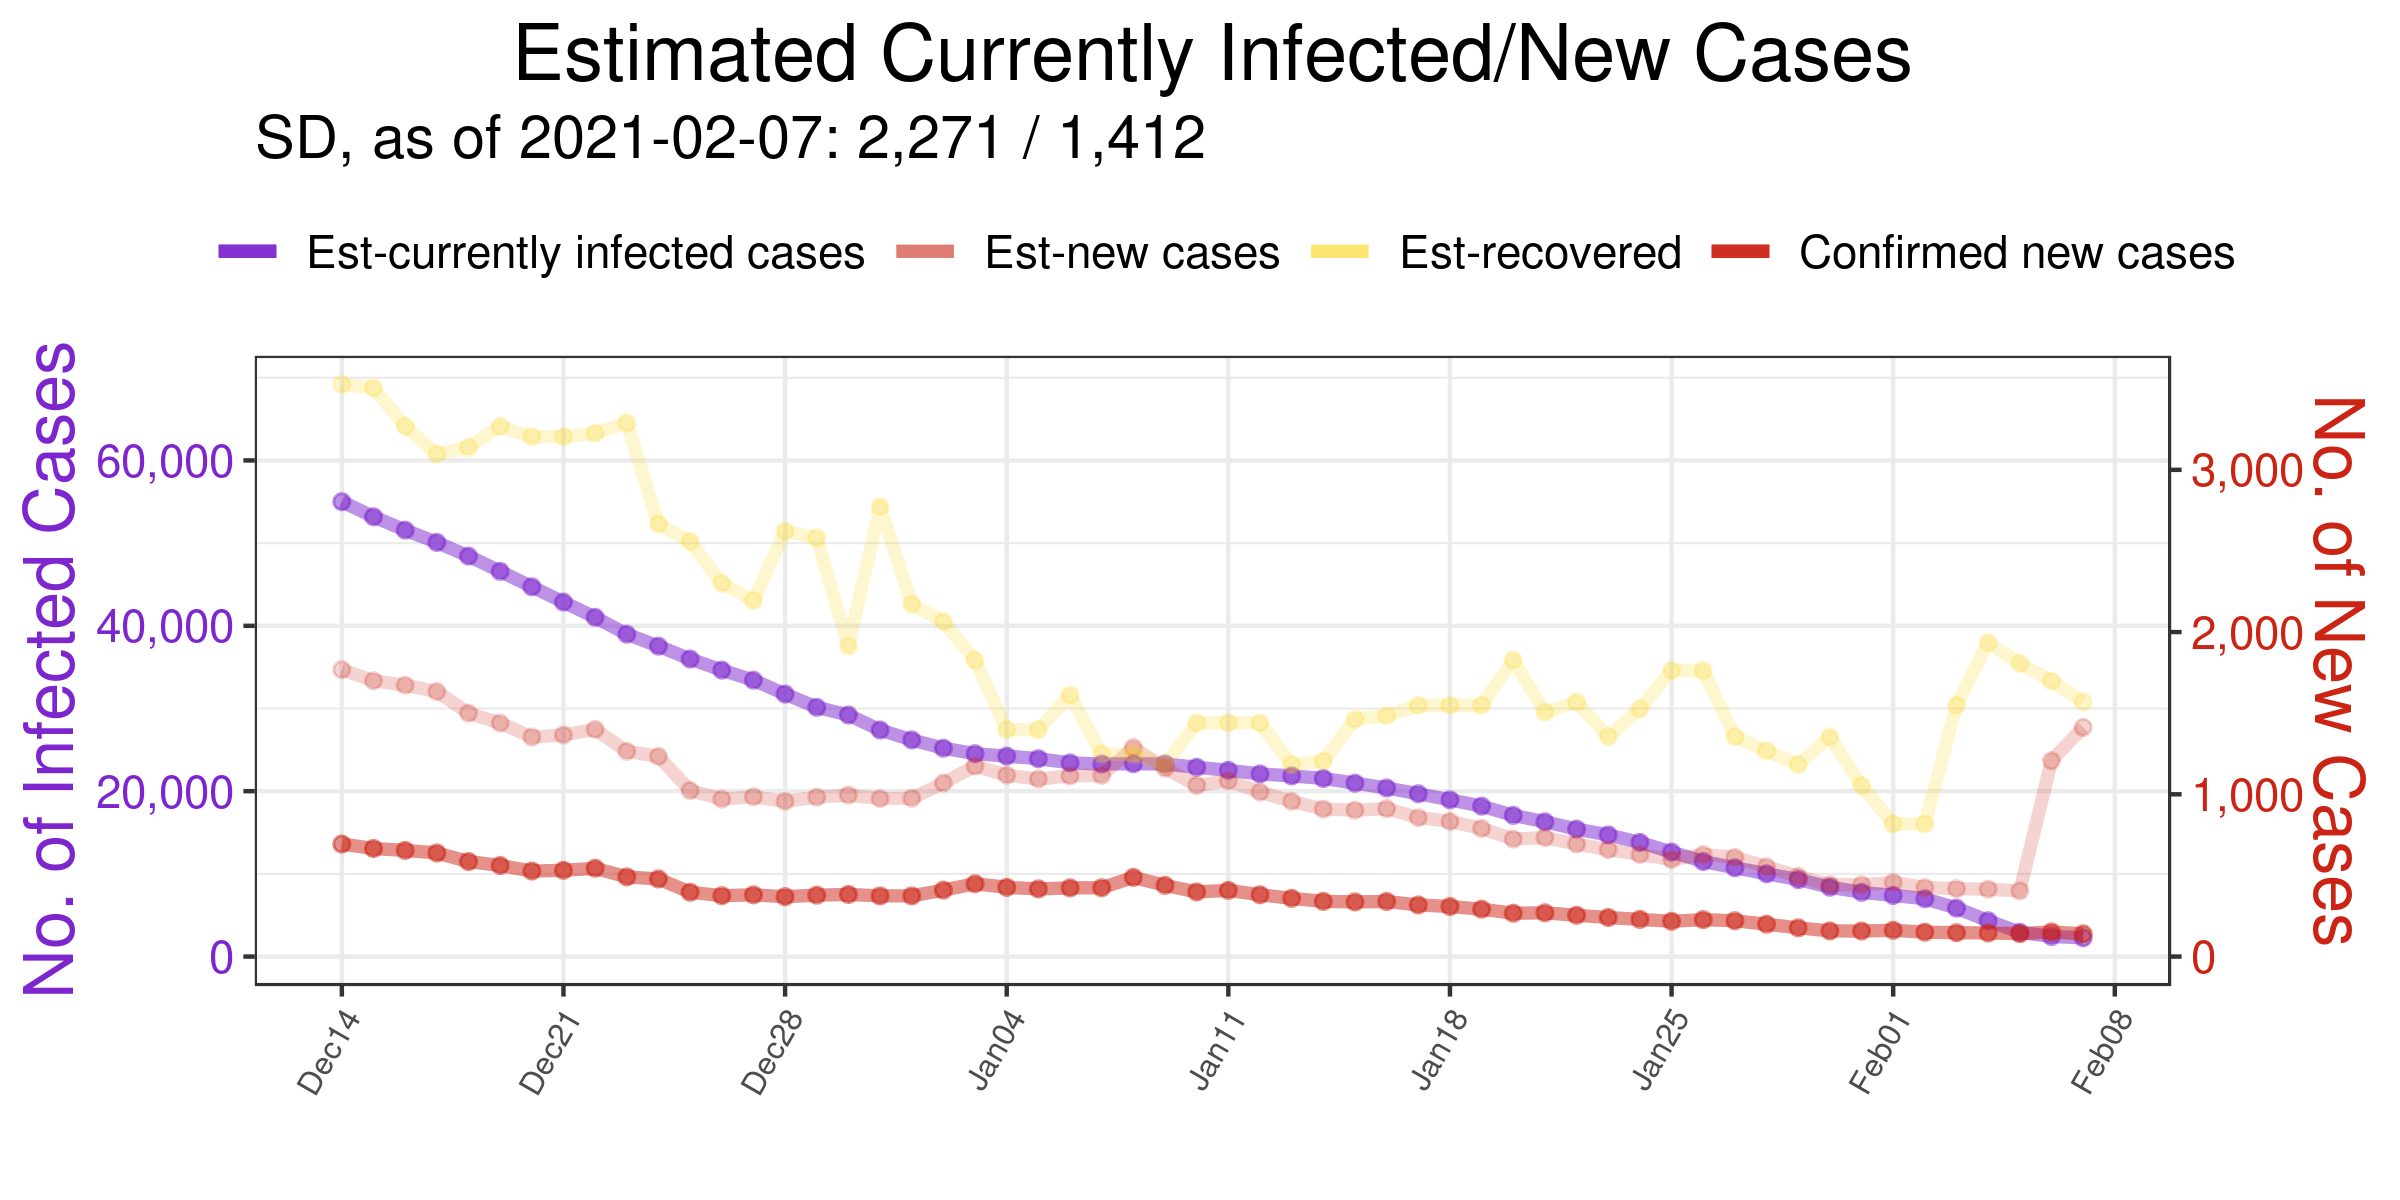 Estimated Currently Infected/New Cases
SD, as of 2021-02-07: 2,271 / 1,412
Est-currently infected cases Est-new cases Est-recovered Confirmed new cases
No. of Infected Cases
60,000
40,000
20,000
0
3,000
2,000
1,000
0
No. of New Cases
Dec14 Dec21 Dec28 Jan04 Jan11 Jan18 Jan25 Feb01 Feb08